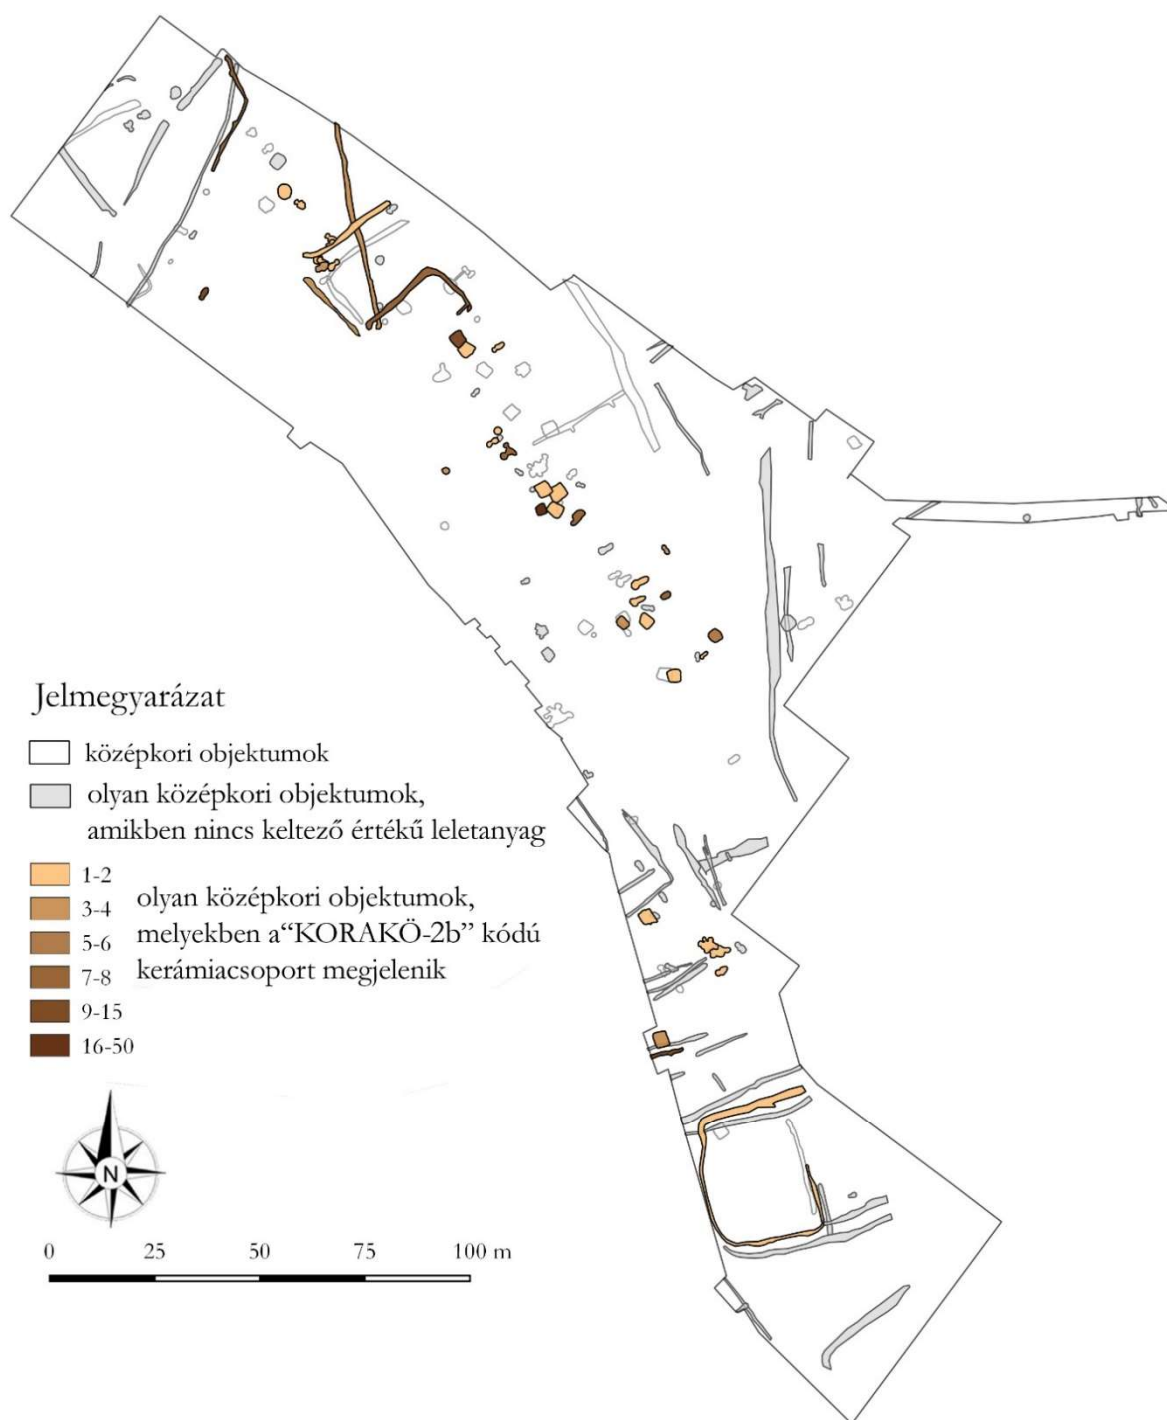 Jelmegyarázat
középkori objektumok
olyan középkori objektumok,
amikben nincs keltező értékű leletanyag
1-2
3-4
5-6
7-8
9-15
16-50
olyan középkori objektumok,
melyekben a“KORAKÖ-2b” kódú
kerámiacsoport megjelenik
N
0 25 50 75 100 m